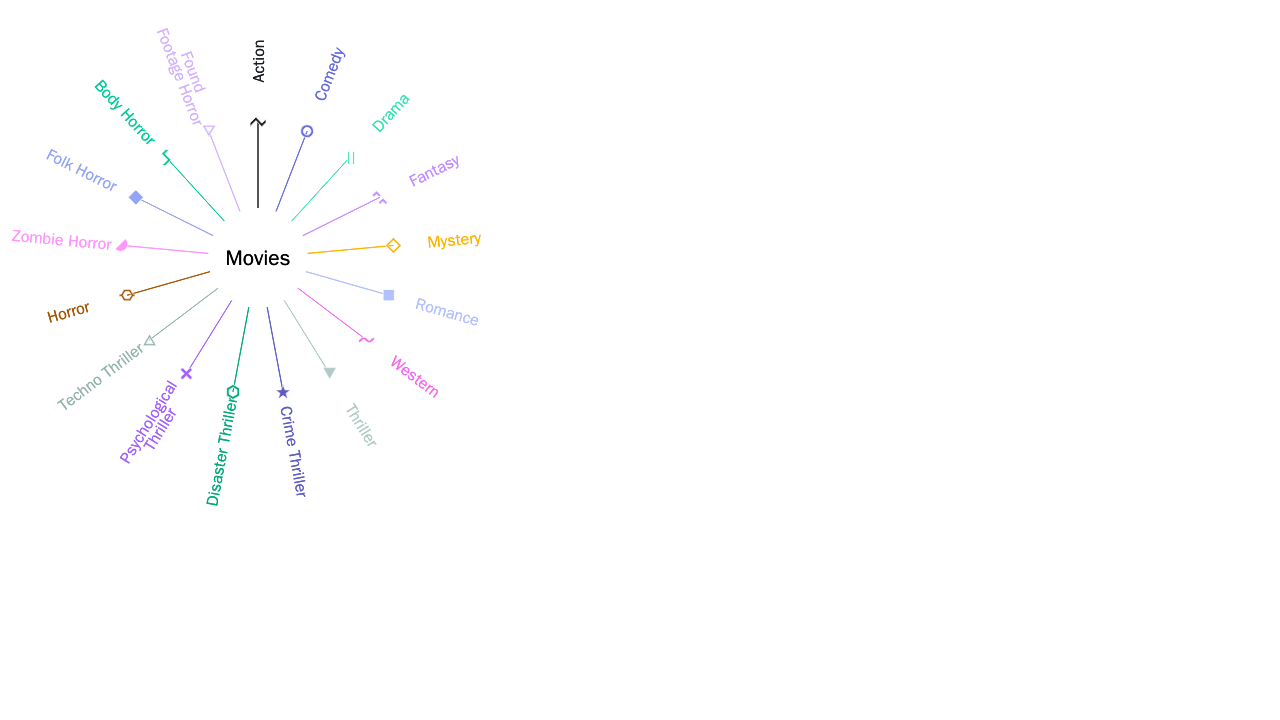 Movies
Action
Comedy
Drama
Fantasy
Mystery
Romance
Western
Thriller
Crime Thriller
Disaster Thriller
Psychological
Thriller
Techno Thriller
Horror
Zombie Horror
Folk Horror
Body Horror
Found
Footage Horror